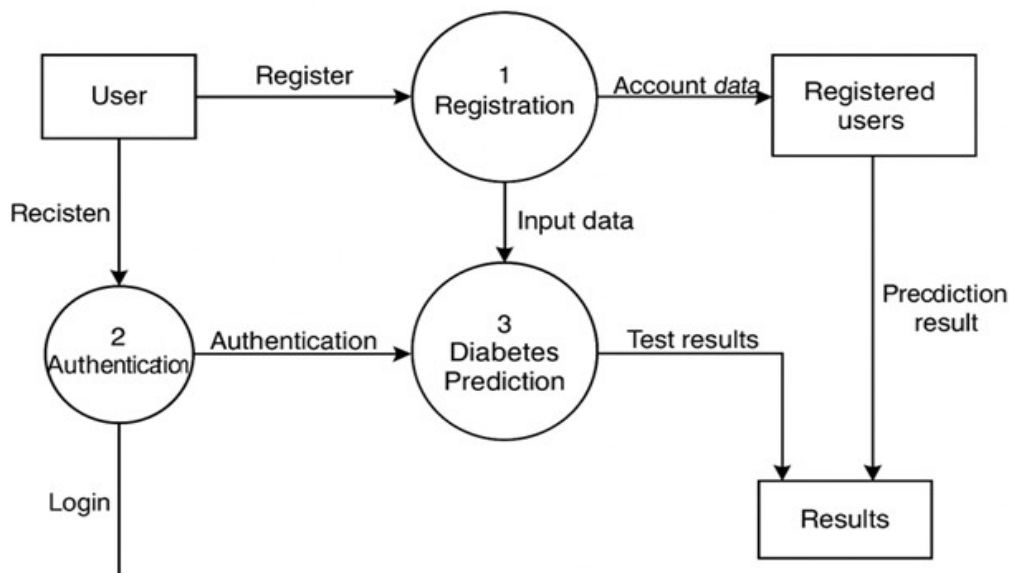 User
Register
1
Registration
Account data
Registered
users
Recisten
Input data
2
Authentication
Authentication
3
Diabetes
Prediction
Test results
Precdiction
result
Login
Results